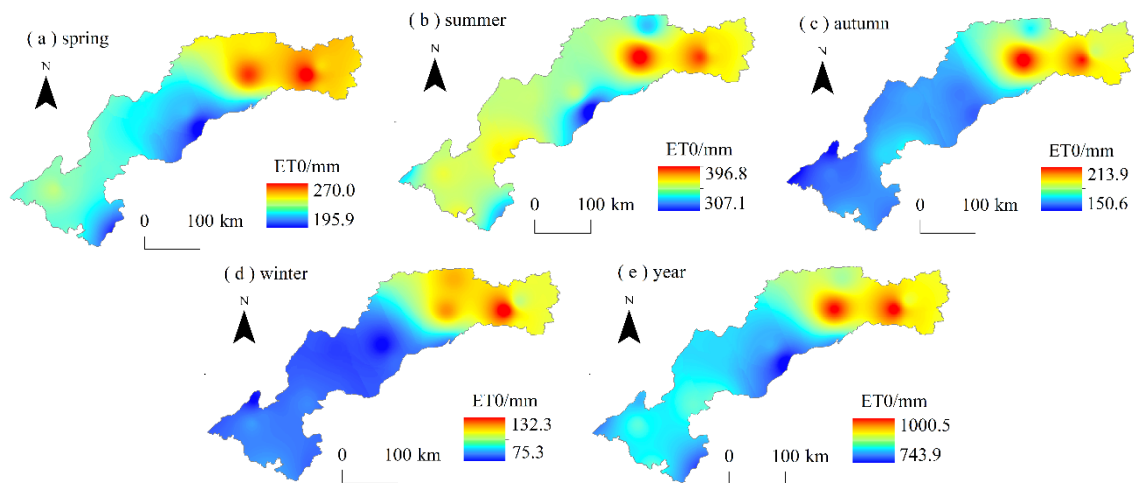 ( a ) spring
N
ET0/mm
270.0
195.9
0 100 km
( b ) summer
N
ET0/mm
396.8
307.1
0 100 km
( c ) autumn
N
ET0/mm
213.9
150.6
0 100 km
( d ) winter
N
ET0/mm
132.3
75.3
0 100 km
( e ) year
N
ET0/mm
1000.5
743.9
0 100 km